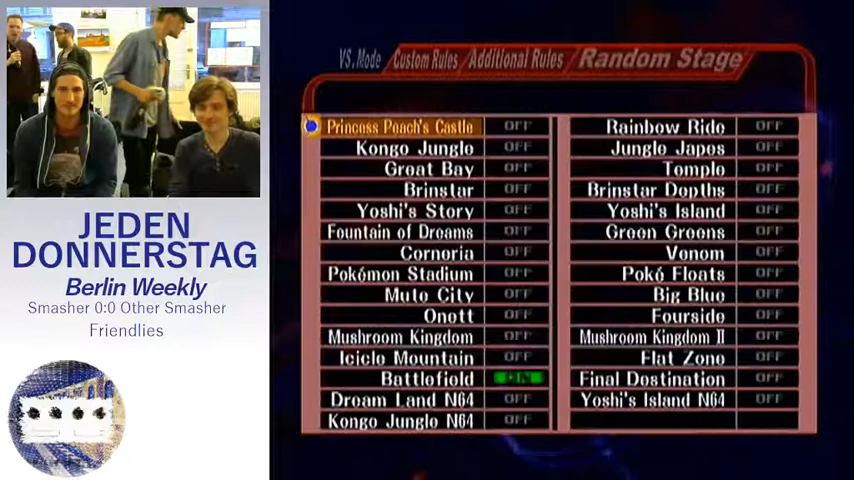 VS. Mode Custom Rules Additional Rules Random Stage
Princess Peach's Castle OFF Rainbow Ride OFF
Kongo Jungle OFF Jungle Japes OFF
Great Bay OFF Temple OFF
Brinstar OFF Brinstar Depths OFF
Yoshi's Story OFF Yoshi's Island OFF
Fountain of Dreams OFF Green Greens OFF
Corneria OFF Venom OFF
Pokémon Stadium OFF Poké Floats OFF
Mute City OFF Big Blue OFF
Onett OFF Fourside OFF
Mushroom Kingdom OFF Mushroom Kingdom II OFF
Icicle Mountain OFF Flat Zone OFF
Battlefield ON Final Destination OFF
Dream Land N64 OFF Yoshi's Island N64 OFF
Kongo Jungle N64 OFF
JEDEN
DONNERSTAG
Berlin Weekly
Smasher 0:0 Other Smasher
Friendlies